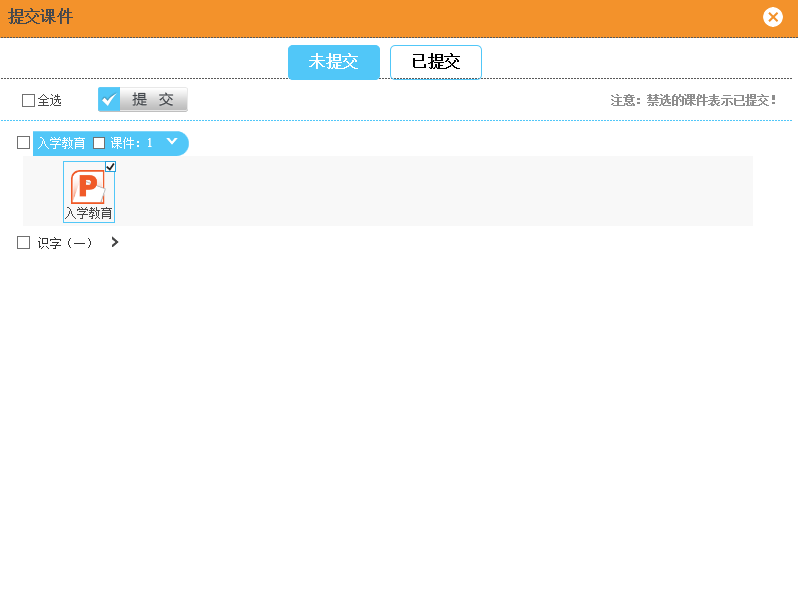 提交课件
未提交 已提交
全选 提 交 注意：禁选的课件表示已提交！
入学教育 课件：1
P
入学教育
识字（一）